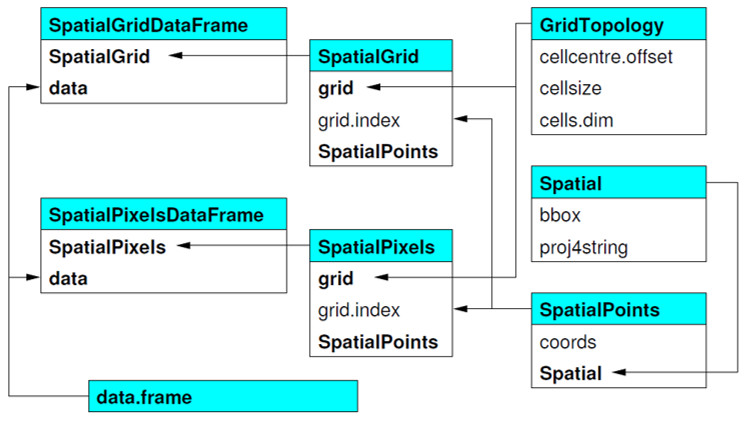 SpatialGridDataFrame
SpatialGrid
data
SpatialGrid
grid
grid.index
SpatialPoints
GridTopology
cellcentre.offset
cellsize
cells.dim
Spatial
bbox
proj4string
SpatialPixelsDataFrame
SpatialPixels
data
SpatialPixels
grid
grid.index
SpatialPoints
SpatialPoints
coords
Spatial
data.frame